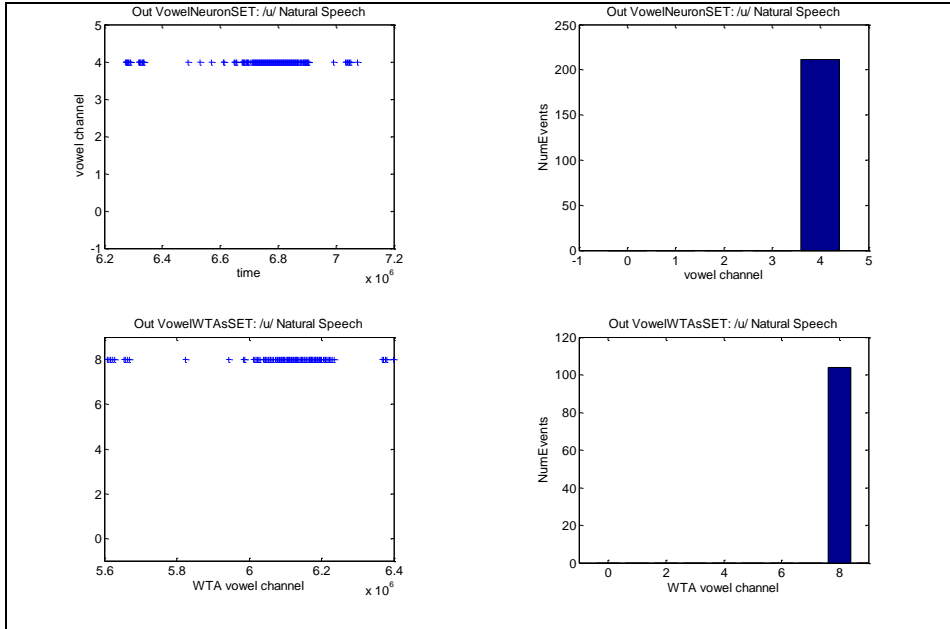 Out VowelNeuronSET: /u/ Natural Speech
5
4
3
2
1
0
-1
vowel channel
6.2 6.4 6.6 6.8 7 7.2
time
x 10^6
Out VowelNeuronSET: /u/ Natural Speech
250
200
150
100
50
0
NumEvents
-1 0 1 2 3 4 5
vowel channel
Out VowelWTAsSET: /u/ Natural Speech
8
6
4
2
0
5.6 5.8 6 6.2 6.4
WTA vowel channel
x 10^6
Out VowelWTAsSET: /u/ Natural Speech
120
100
80
60
40
20
0
NumEvents
0 2 4 6 8
WTA vowel channel